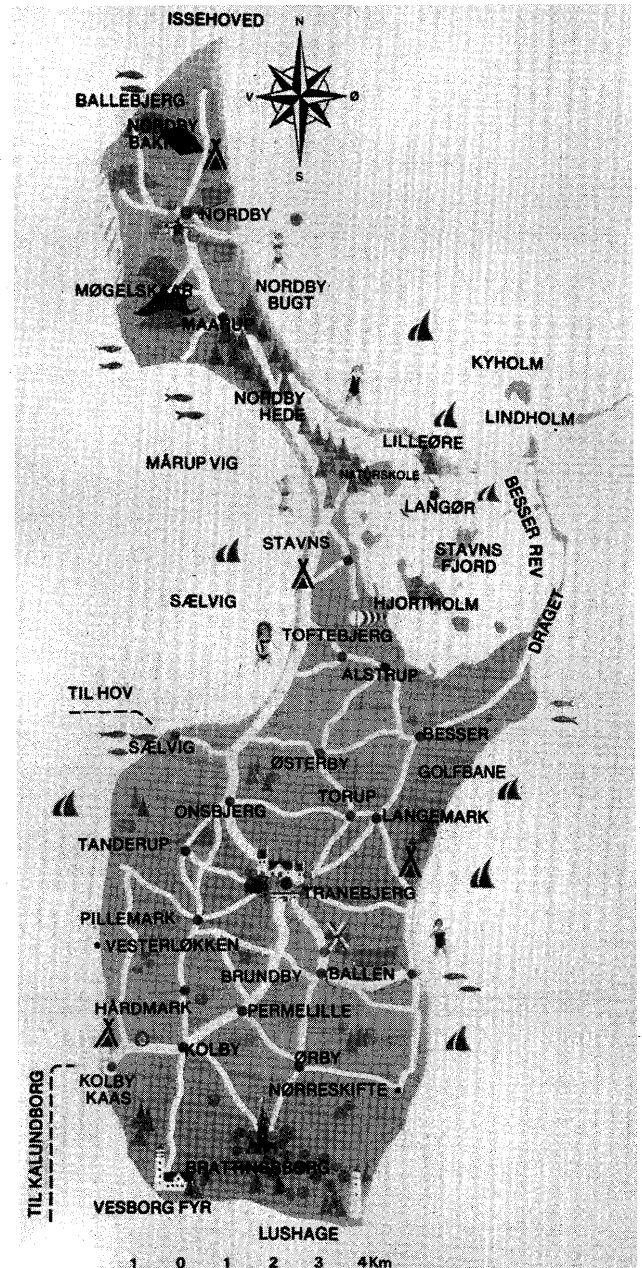 ISSEHOVED
N
V
Ø
S
BALLEBJERG
NORDBY
BAKKER
NORDBY
NORDBY
BUGT
MØGELSKAAR
MAARUP
KYHOLM
NORDBY
HEDE
LINDHOLM
LILLEØRE
MÅRUP VIG
NATURSKOLE
LANGØR
BESSER REV
STAVNS
STAVNS
FJORD
SÆLVIG
HJORTHOLM
TOFTEBJERG
DRAGET
ALSTRUP
TIL HOV
SÆLVIG
BESSER
ØSTERBY
GOLFBANE
ONSBJERG
TORUP
LANGEMARK
TANDERUP
TRANEBJERG
PILLEMARK
VESTERLØKKEN
BRUNDBY
BALLEN
HÅRDMARK
PERMELILLE
KOLBY
ØRBY
KOLBY
KAAS
NØRRESKIFTE
TIL KALUNDBORG
BRATTINGSBORG
VESBORG FYR
LUSHAGE
1 0 1 2 3 4 Km